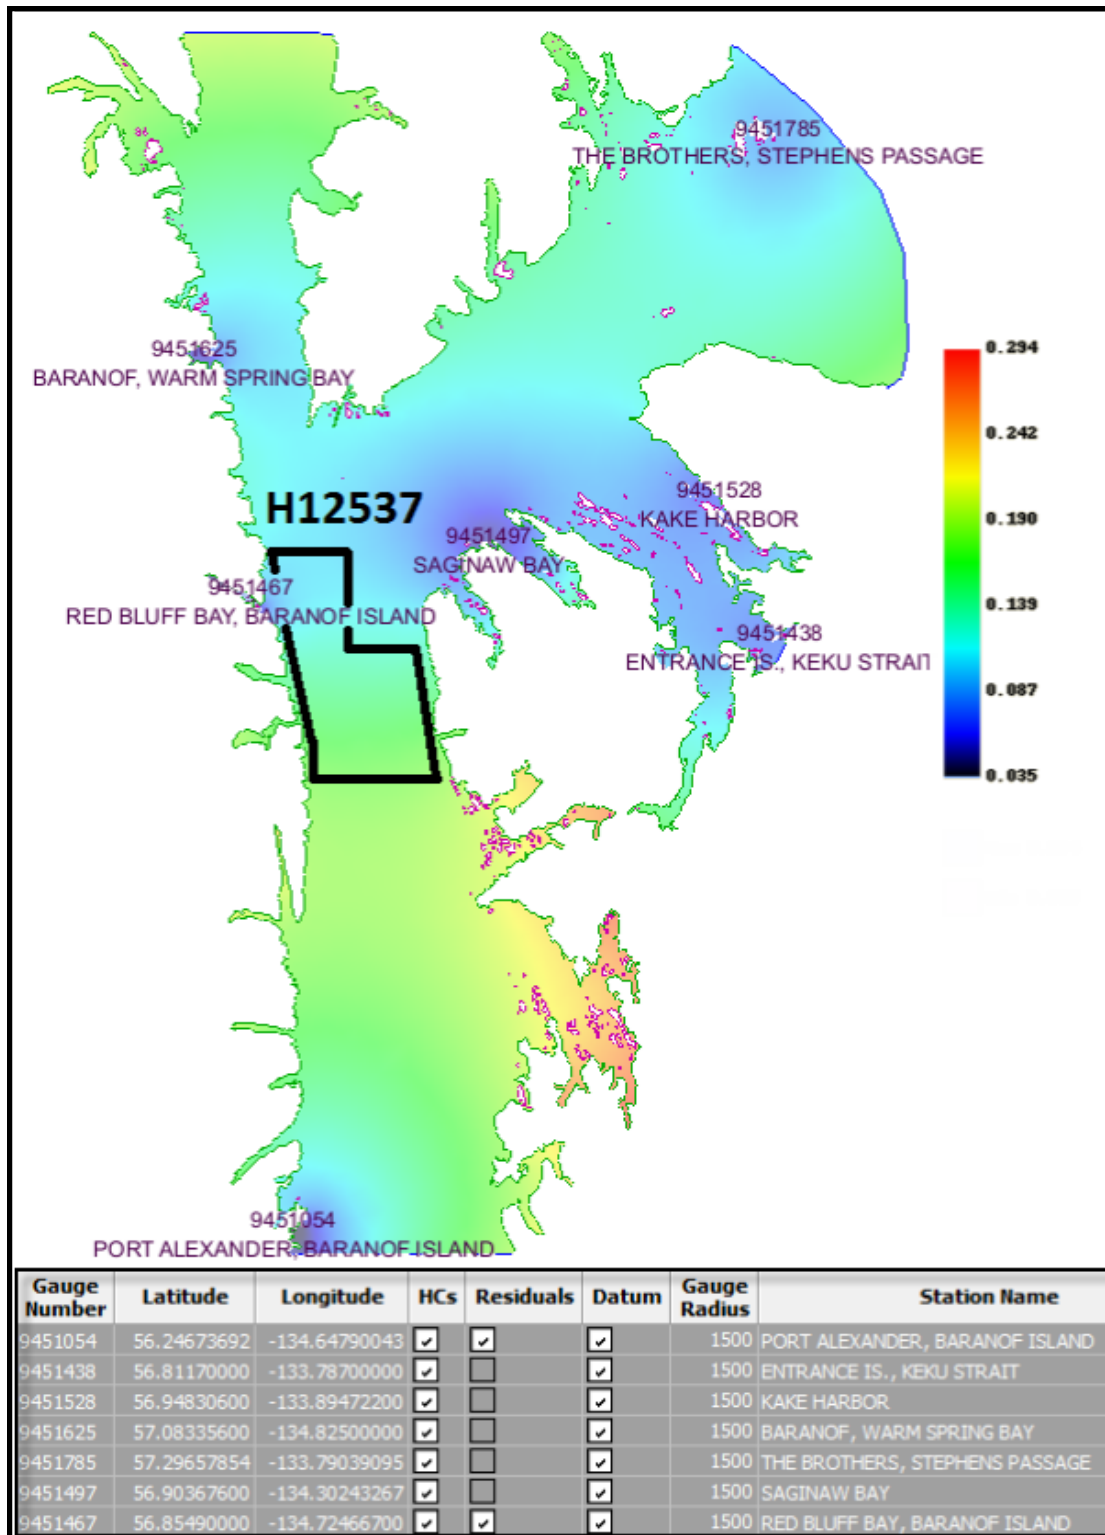 9451785
THE BROTHERS, STEPHENS PASSAGE
9451625
BARANOF, WARM SPRING BAY
0.294
0.242
0.190
0.139
0.087
0.035
9451528
KAKE HARBOR
H12537
9451497
SAGINAW BAY
9451467
RED BLUFF BAY, BARANOF ISLAND
9451438
ENTRANCE IS., KEKU STRAIT
9451054
PORT ALEXANDER, BARANOF ISLAND
Gauge Number Latitude Longitude HCs Residuals Datum Gauge Radius Station Name
9451054 56.24673692 -134.64790043 1500 PORT ALEXANDER, BARANOF ISLAND
9451438 56.81170000 -133.78700000 1500 ENTRANCE IS., KEKU STRAIT
9451528 56.94830600 -133.89472200 1500 KAKE HARBOR
9451625 57.08335600 -134.82500000 1500 BARANOF, WARM SPRING BAY
9451785 57.29657854 -133.79039095 1500 THE BROTHERS, STEPHENS PASSAGE
9451497 56.90367600 -134.30243267 1500 SAGINAW BAY
9451467 56.85490000 -134.72466700 1500 RED BLUFF BAY, BARANOF ISLAND